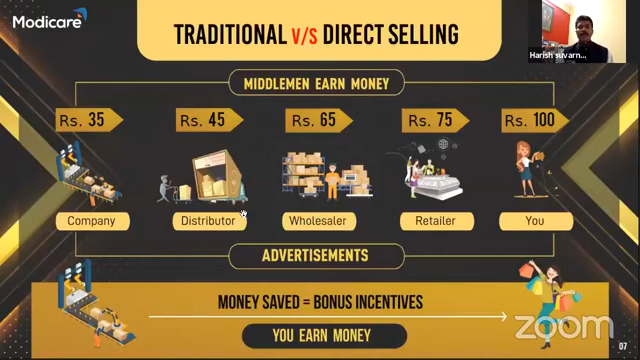 Modicare
TRADITIONAL V/S DIRECT SELLING
Harish suvarn...
MIDDLEMEN EARN MONEY
Rs. 35
Rs. 45
Rs. 65
Rs. 75
Rs. 100
Company
Distributor
Wholesaler
Retailer
You
ADVERTISEMENTS
MONEY SAVED = BONUS INCENTIVES
YOU EARN MONEY
zoom
07